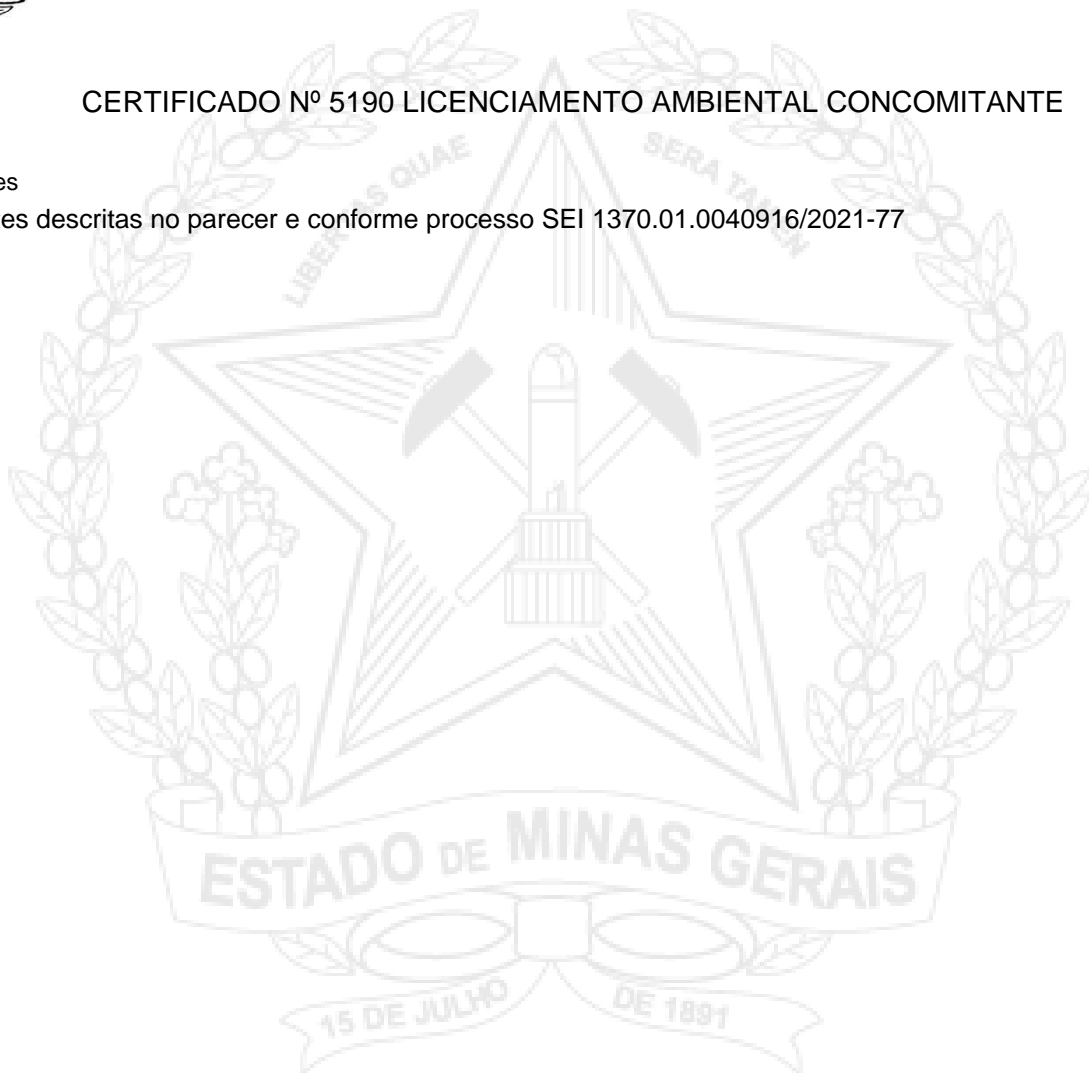 CERTIFICADO Nº 5190 LICENCIAMENTO AMBIENTAL CONCOMITANTE
es
es descritas no parecer e conforme processo SEI 1370.01.0040916/2021-77
LIBERTAS QUAE SERA TAMEN
ESTADO DE MINAS GERAIS
15 DE JULHO DE 1891